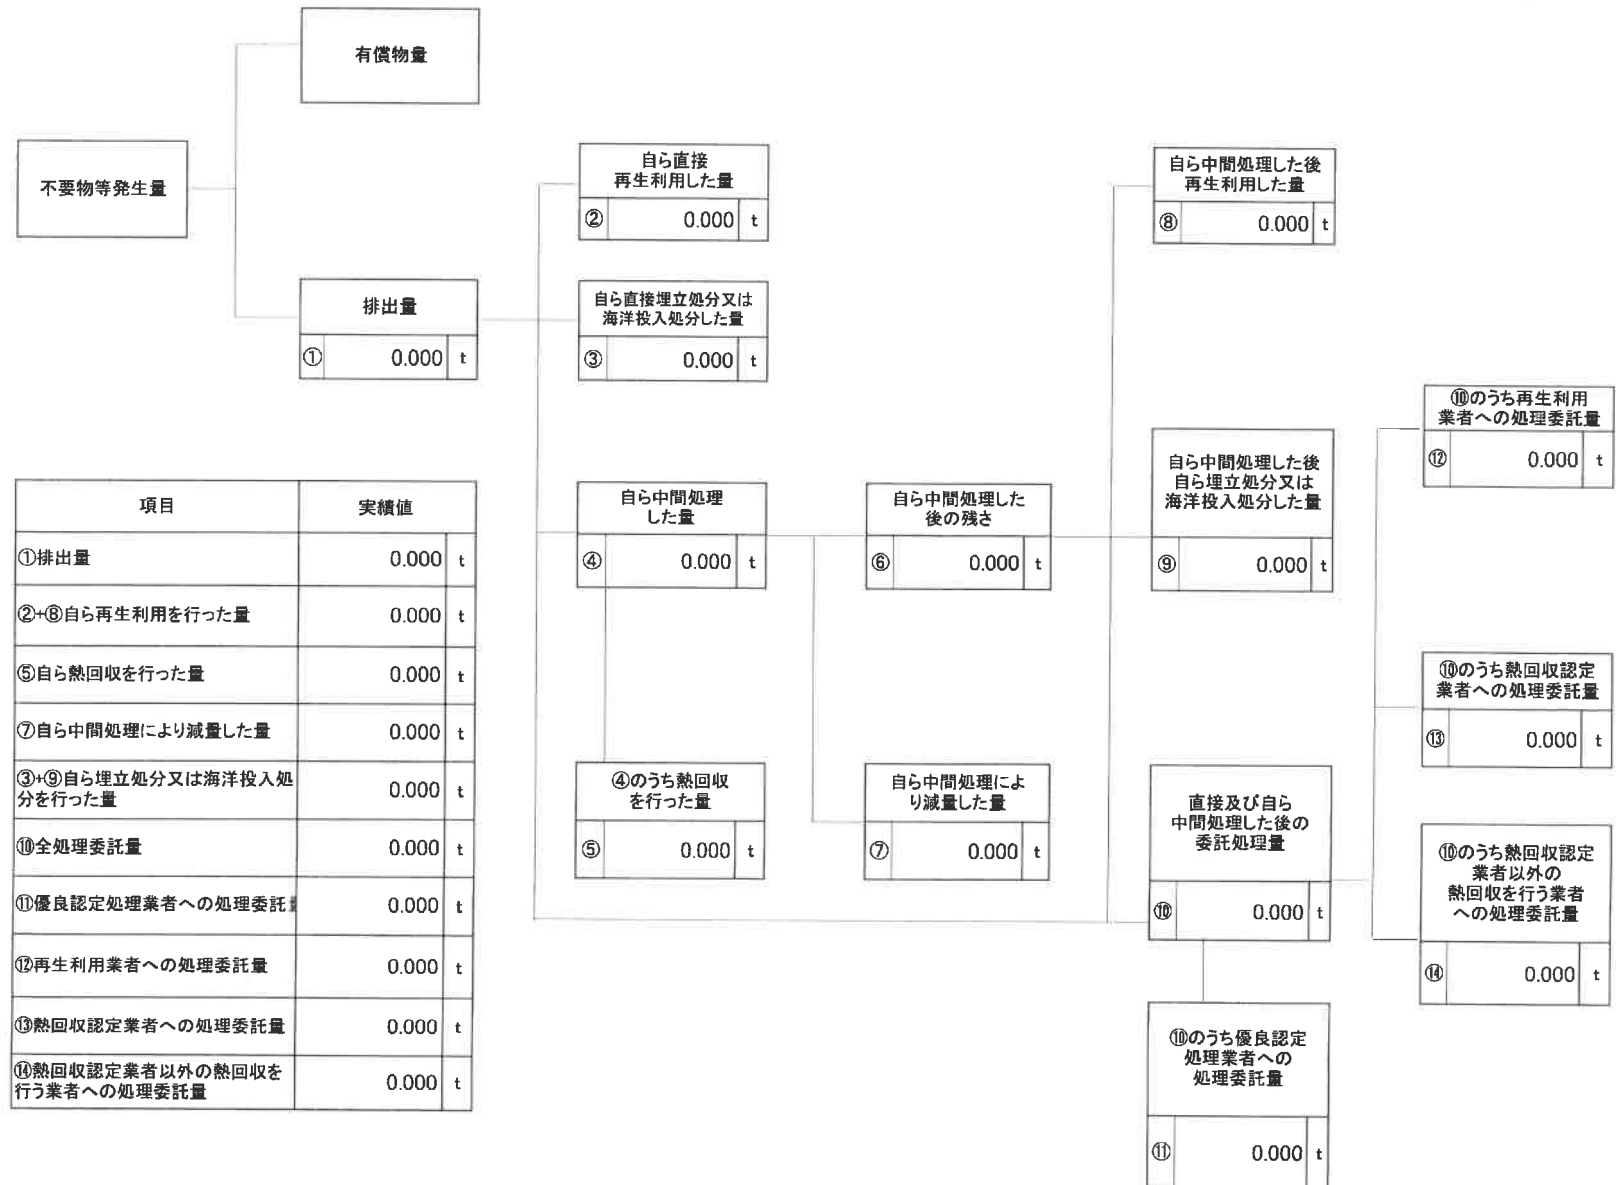 有償物量
不要物等発生量
排出量
① 0.000 t
自ら直接
再生利用した量
② 0.000 t
自ら直接埋立処分又は
海洋投入処分した量
③ 0.000 t
自ら中間処理
した量
④ 0.000 t
④のうち熱回収
を行った量
⑤ 0.000 t
自ら中間処理した
後の残さ
⑥ 0.000 t
自ら中間処理によ
り減量した量
⑦ 0.000 t
自ら中間処理した後
再生利用した量
⑧ 0.000 t
自ら中間処理した後
自ら埋立処分又は
海洋投入処分した量
⑨ 0.000 t
直接及び自ら
中間処理した後の
委託処理量
⑩ 0.000 t
⑩のうち優良認定
処理業者への
処理委託量
⑪ 0.000 t
⑩のうち再生利用
業者への処理委託量
⑫ 0.000 t
⑩のうち熱回収認定
業者への処理委託量
⑬ 0.000 t
⑩のうち熱回収認定
業者以外の
熱回収を行う業者
への処理委託量
⑭ 0.000 t
項目 実績値
①排出量 0.000 t
②+⑧自ら再生利用を行った量 0.000 t
⑤自ら熱回収を行った量 0.000 t
⑦自ら中間処理により減量した量 0.000 t
③+⑨自ら埋立処分又は海洋投入処
分を行った量 0.000 t
⑩全処理委託量 0.000 t
⑪優良認定処理業者への処理委託 0.000 t
⑫再生利用業者への処理委託量 0.000 t
⑬熱回収認定業者への処理委託量 0.000 t
⑭熱回収認定業者以外の熱回収を
行う業者への処理委託量 0.000 t